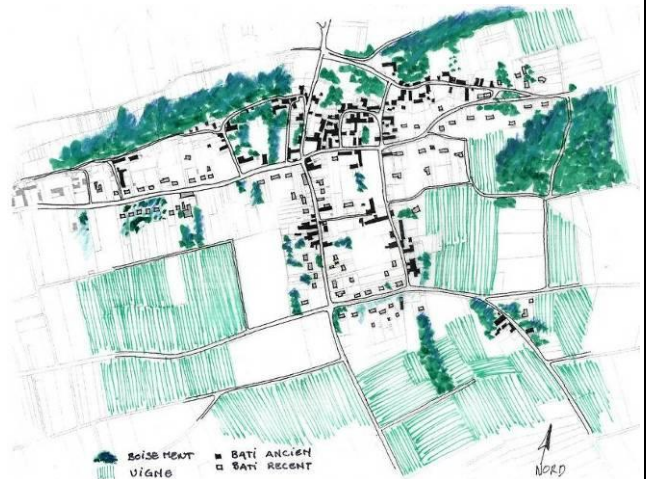 BOISEMENT
VIGNE
BATI ANCIEN
BATI RECENT
NORD